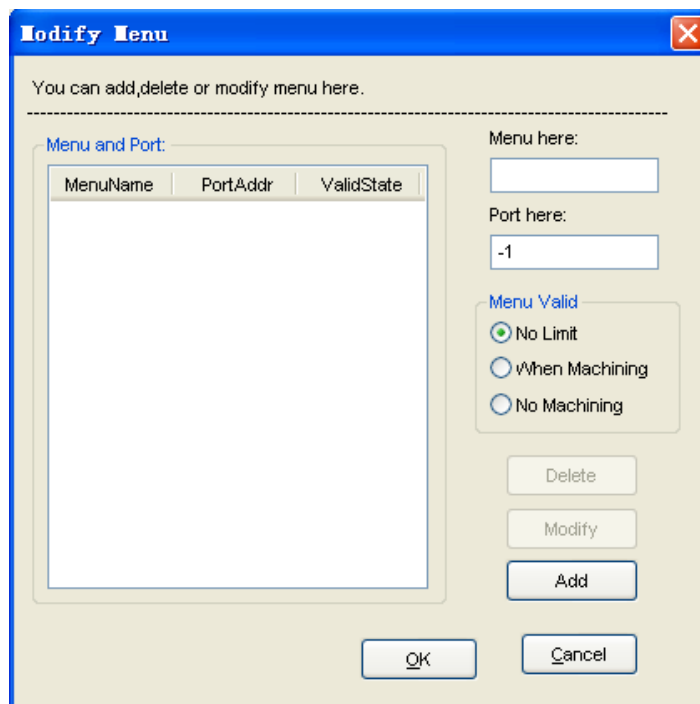 Modify Menu
You can add,delete or modify menu here.
Menu and Port:
MenuName PortAddr ValidState
Menu here:
Port here:
-1
Menu Valid
No Limit
When Machining
No Machining
Delete
Modify
Add
OK
Cancel